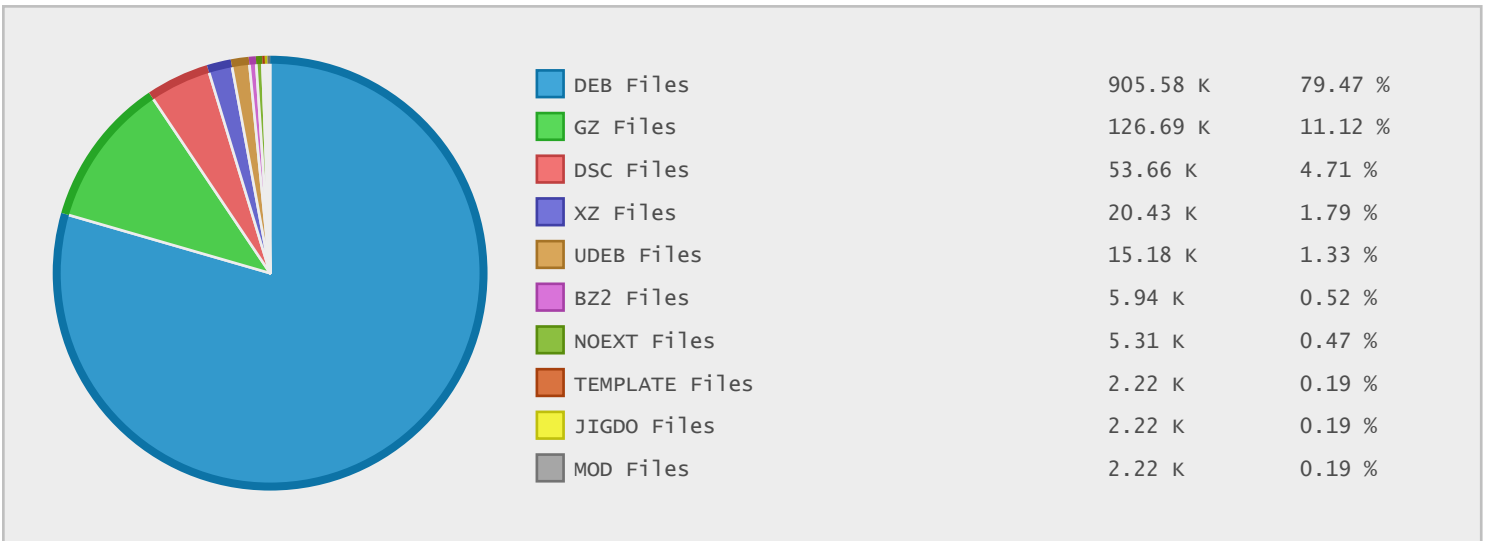 DEB Files 905.58 K 79.47 %
GZ Files 126.69 K 11.12 %
DSC Files 53.66 K 4.71 %
XZ Files 20.43 K 1.79 %
UDEB Files 15.18 K 1.33 %
BZ2 Files 5.94 K 0.52 %
NOEXT Files 5.31 K 0.47 %
TEMPLATE Files 2.22 K 0.19 %
JIGDO Files 2.22 K 0.19 %
MOD Files 2.22 K 0.19 %